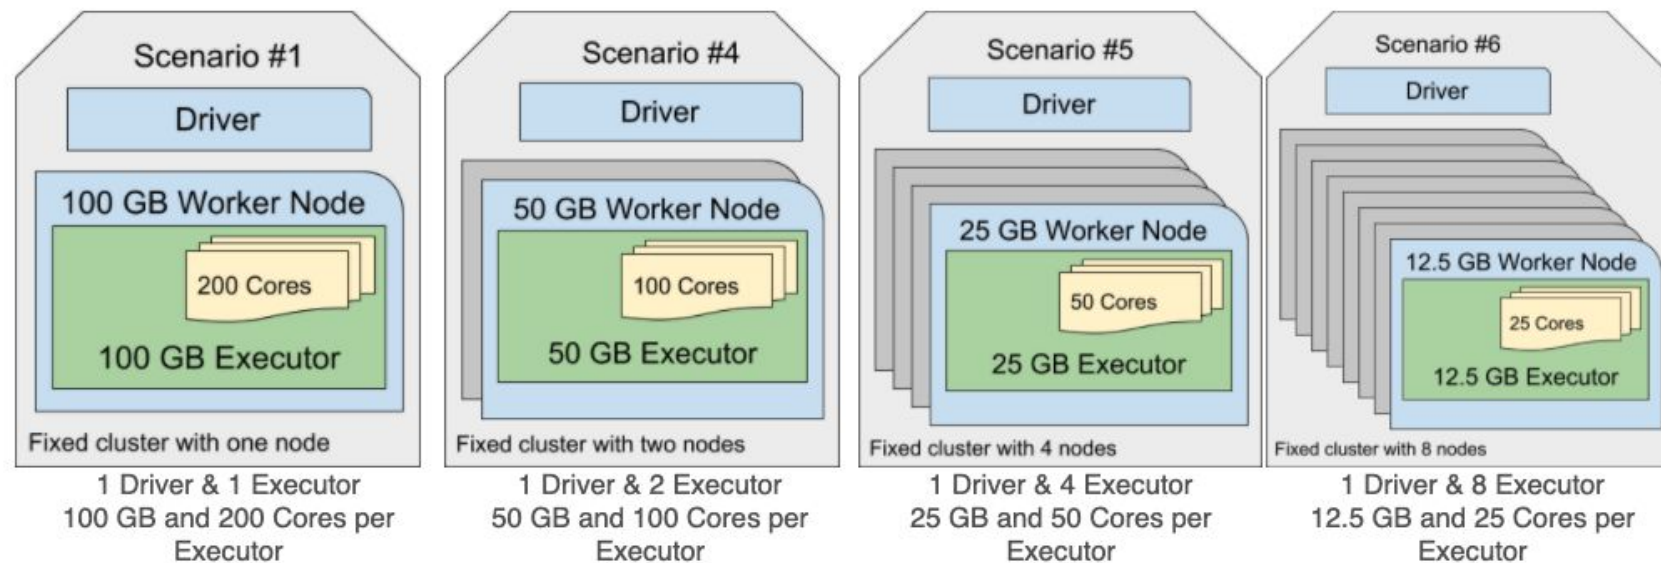 Scenario #1
Driver
100 GB Worker Node
200 Cores
100 GB Executor
Fixed cluster with one node
1 Driver & 1 Executor
100 GB and 200 Cores per
Executor
Scenario #4
Driver
50 GB Worker Node
100 Cores
50 GB Executor
Fixed cluster with two nodes
1 Driver & 2 Executor
50 GB and 100 Cores per
Executor
Scenario #5
Driver
25 GB Worker Node
50 Cores
25 GB Executor
Fixed cluster with 4 nodes
1 Driver & 4 Executor
25 GB and 50 Cores per
Executor
Scenario #6
Driver
12.5 GB Worker Node
25 Cores
12.5 GB Executor
Fixed cluster with 8 nodes
1 Driver & 8 Executor
12.5 GB and 25 Cores per
Executor